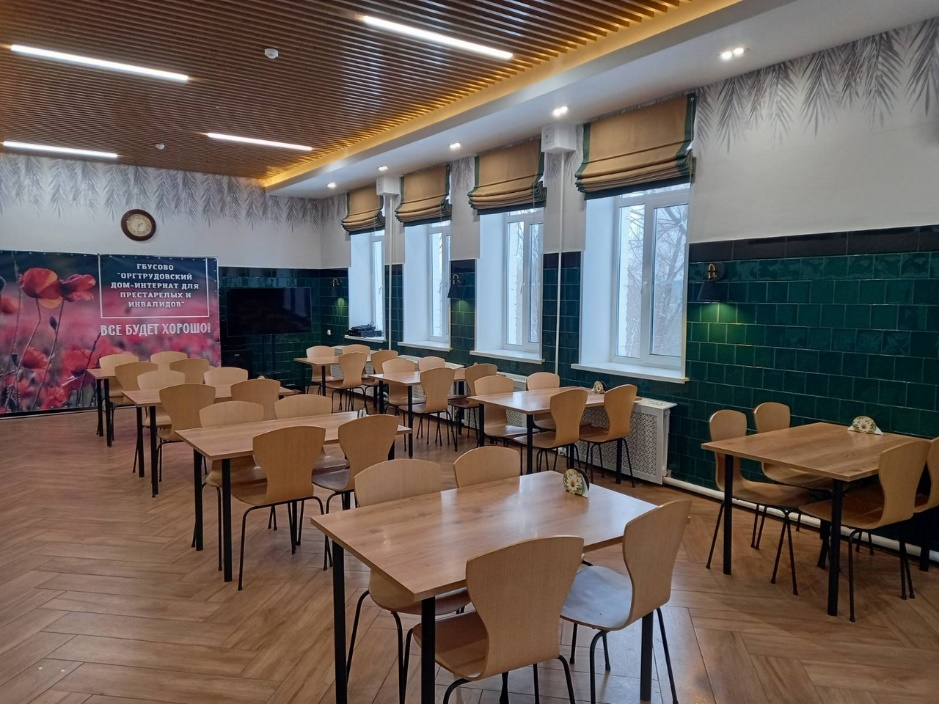 ГБУСОВО
"ОРГТРУДОВСКИЙ
ДОМ-ИНТЕРНАТ ДЛЯ
ПРЕСТАРЕЛЫХ И
ИНВАЛИДОВ"
ВСЕ БУДЕТ ХОРОШО!